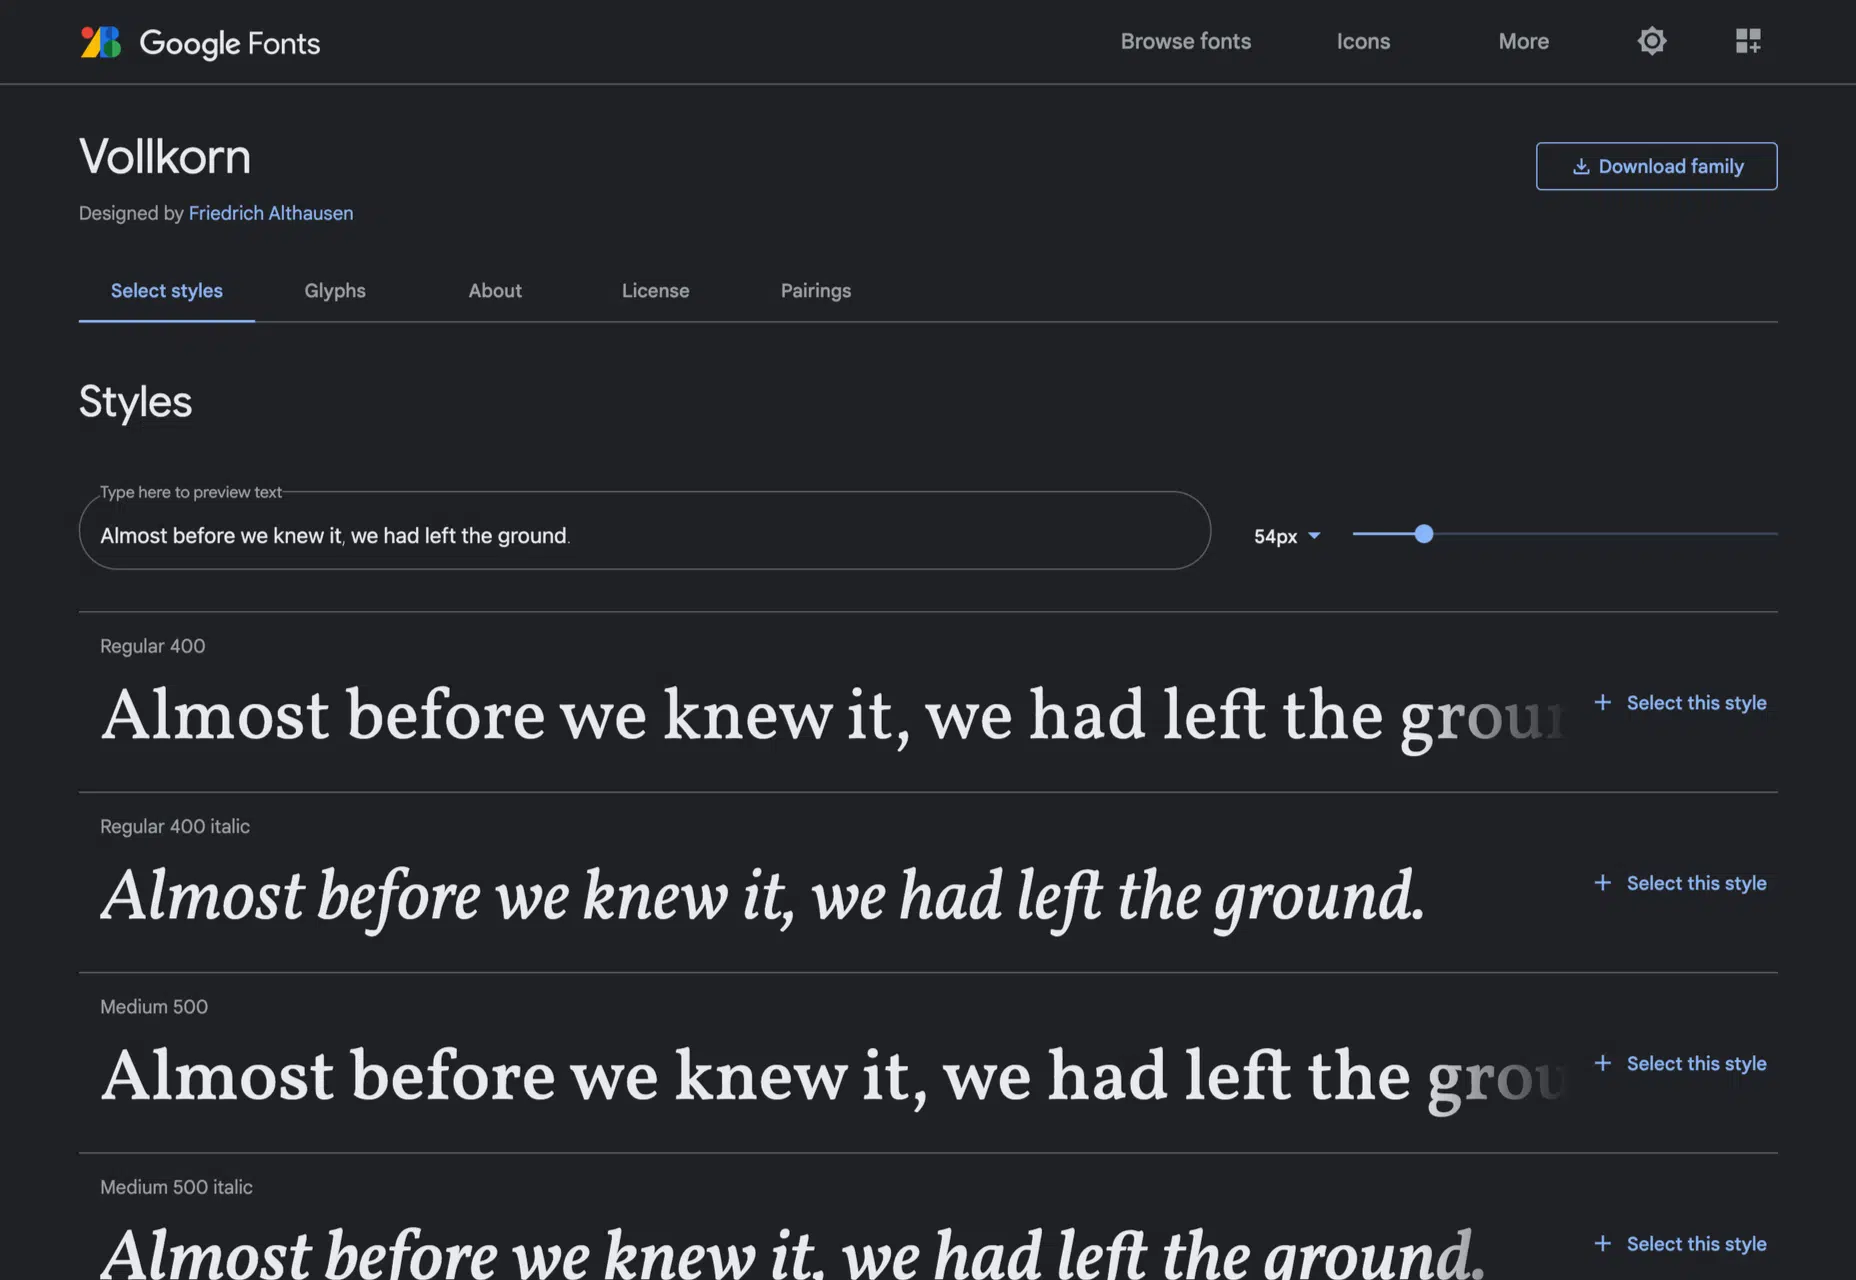 Google Fonts
Browse fonts
Icons
More
Vollkorn
Download family
Designed by Friedrich Althausen
Select styles
Glyphs
About
License
Pairings
Styles
Type here to preview text
Almost before we knew it, we had left the ground.
54px
Regular 400
Almost before we knew it, we had left the groun
Select this style
Regular 400 italic
Almost before we knew it, we had left the ground.
Select this style
Medium 500
Almost before we knew it, we had left the grou
Select this style
Medium 500 italic
Almost before we knew it, we had left the ground.
Select this style